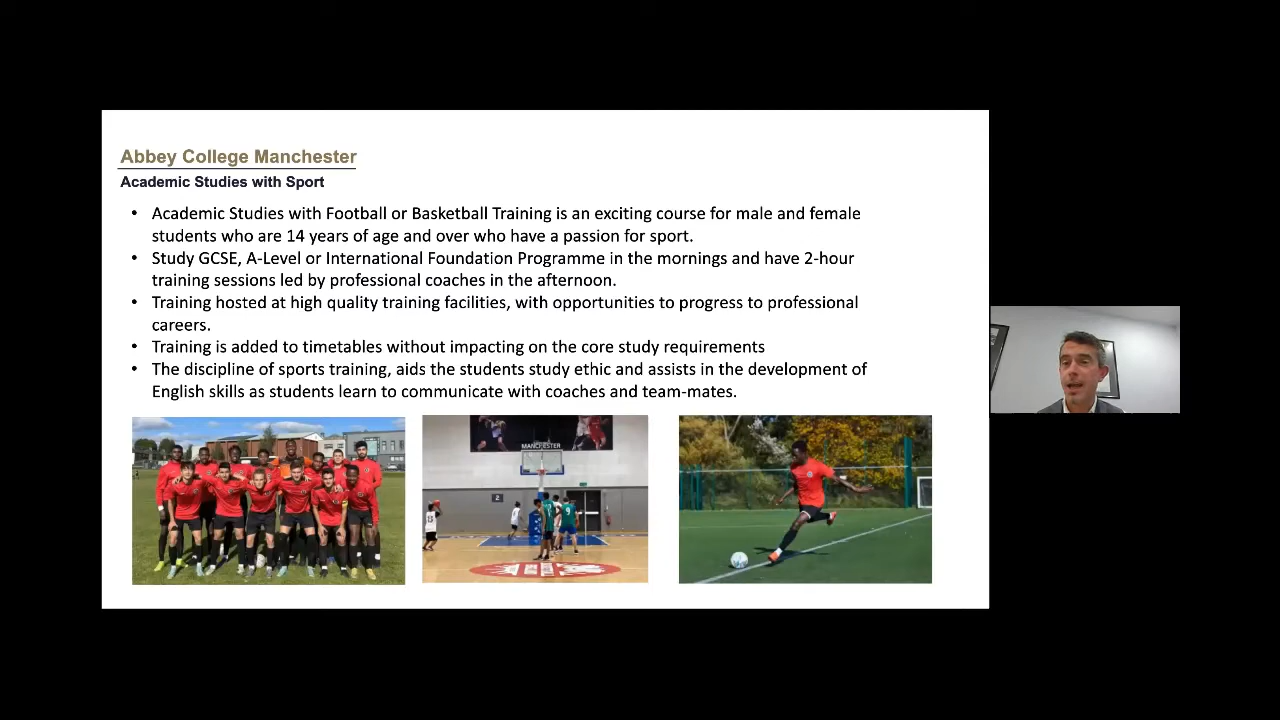 Abbey College Manchester
Academic Studies with Sport
• Academic Studies with Football or Basketball Training is an exciting course for male and female
students who are 14 years of age and over who have a passion for sport.
• Study GCSE, A-Level or International Foundation Programme in the mornings and have 2-hour
training sessions led by professional coaches in the afternoon.
• Training hosted at high quality training facilities, with opportunities to progress to professional
careers.
• Training is added to timetables without impacting on the core study requirements
• The discipline of sports training, aids the students study ethic and assists in the development of
English skills as students learn to communicate with coaches and team-mates.
MANCHESTER
2